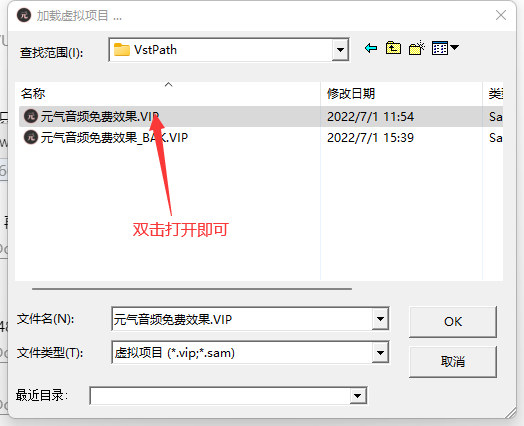 加载虚拟项目 ...
查找范围(I):
VstPath
名称
修改日期
元气音频免费效果.VIP
2022/7/1 11:54
Sa
元气音频免费效果_BAK.VIP
2022/7/1 15:39
Sa
双击打开即可
文件名(N):
元气音频免费效果.VIP
OK
文件类型(T):
虚拟项目 (*.vip;*.sam)
取消
最近目录: